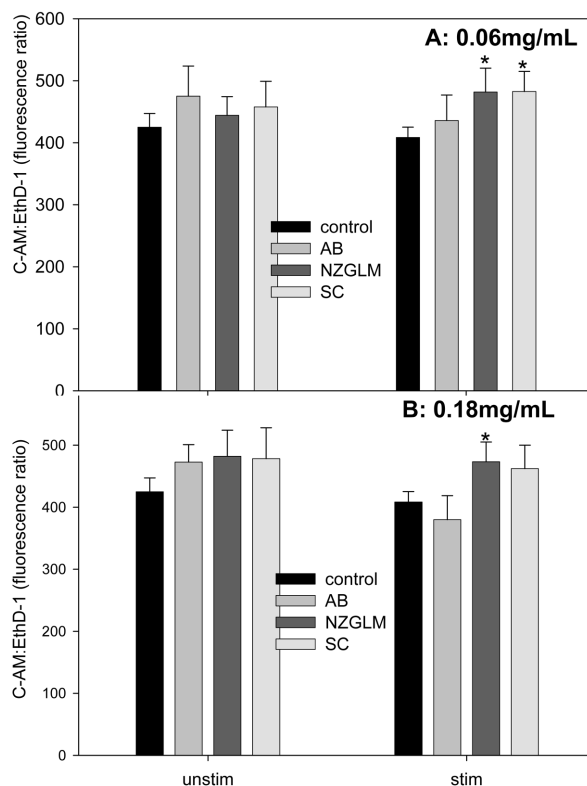 A: 0.06mg/mL
600
500
400
300
200
100
0
C-AM:EthD-1 (fluorescence ratio)
* *
control
AB
NZGLM
SC
B: 0.18mg/mL
500
400
300
200
100
0
C-AM:EthD-1 (fluorescence ratio)
*
control
AB
NZGLM
SC
unstim stim